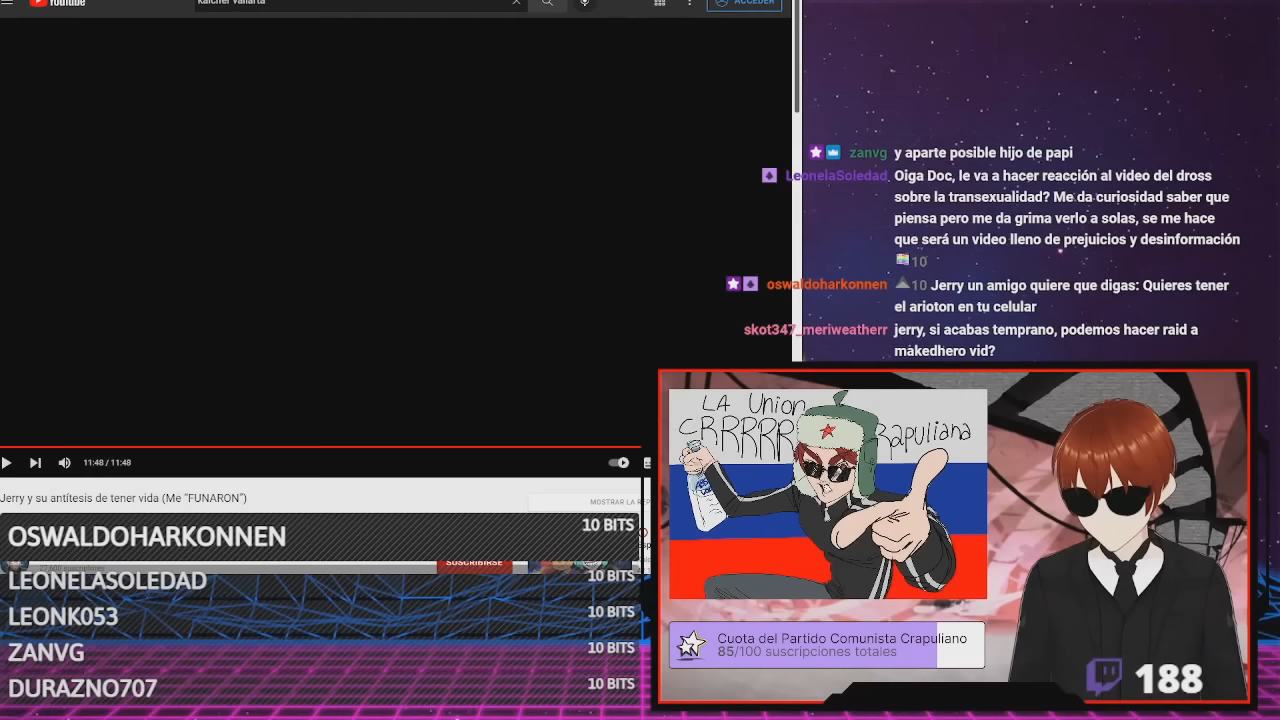 YouTube
kalcher vallarta
ACCEDER
zanvg y aparte posible hijo de papi
LeonelaSoledad Oiga Doc, le va a hacer reacción al video del dross
sobre la transexualidad? Me da curiosidad saber que
piensa pero me da grima verlo a solas, se me hace
que será un video lleno de prejuicios y desinformación
10
oswaldoharkonnen 10 Jerry un amigo quiere que digas: Quieres tener
el arioton en tu celular
skot347_meriweatherr jerry, si acabas temprano, podemos hacer raid a
makedhero vid?
11:48 / 11:48
Jerry y su antítesis de tener vida (Me "FUNARON")
MOSTRAR LA REP
OSWALDOHARKONNEN 10 BITS
SUSCRIBIRSE
LEONELASOLEDAD 10 BITS
LEONK053 10 BITS
ZANVG 10 BITS
DURAZNO707 10 BITS
LA Union
CRRRRR rapuliana
Cuota del Partido Comunista Crapuliano
85/100 suscripciones totales
188